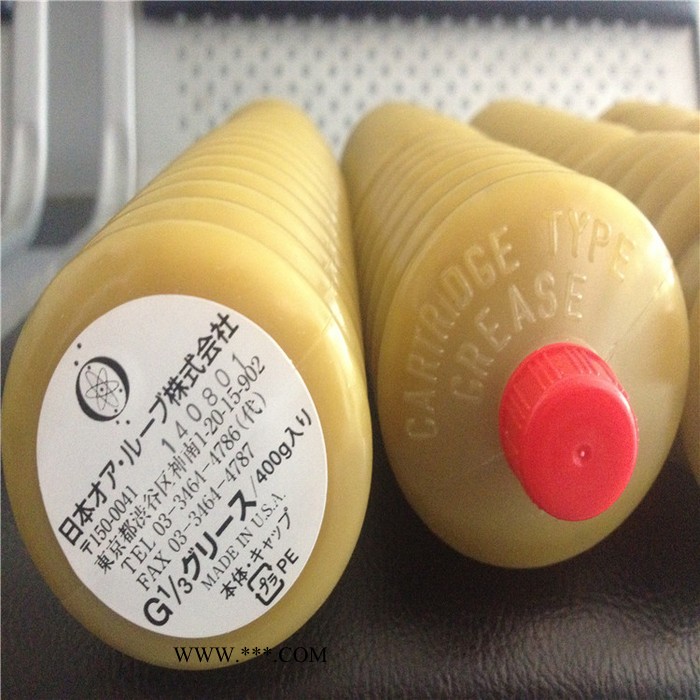 日本オア・ルーブ株式会社
140801
〒150-0041
東京都渋谷区神南1-20-15-902
TEL 03-3464-4786(代)
FAX 03-3464-4787
G1/3グリース/400g入り
MADE IN U.S.A.
本体・キャップ
プラ PE
CARTRIDGE TYPE
GREASE
WWW.***.COM